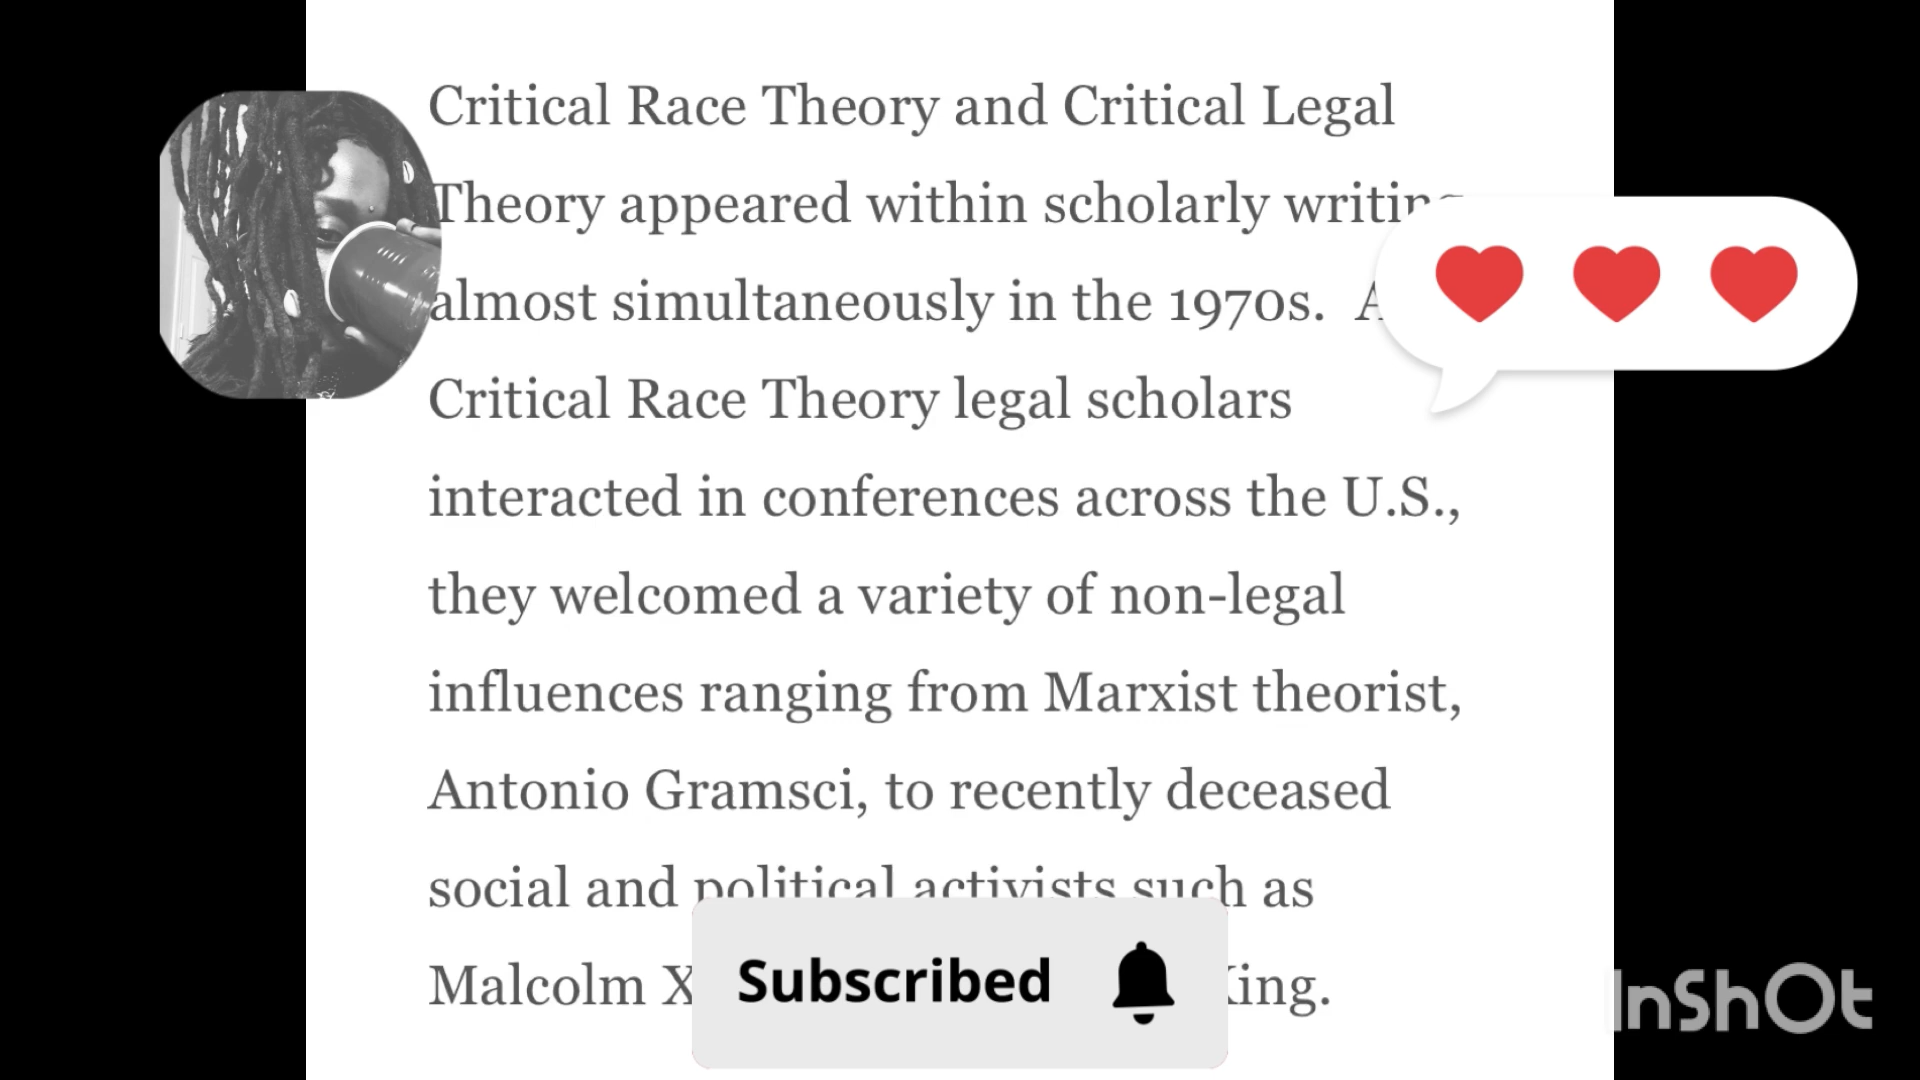 Critical Race Theory and Critical Legal
Theory appeared within scholarly writing
almost simultaneously in the 1970s.
Critical Race Theory legal scholars
interacted in conferences across the U.S.,
they welcomed a variety of non-legal
influences ranging from Marxist theorist,
Antonio Gramsci, to recently deceased
social and political activists such as
Malcolm X King.
Subscribed
InShOt